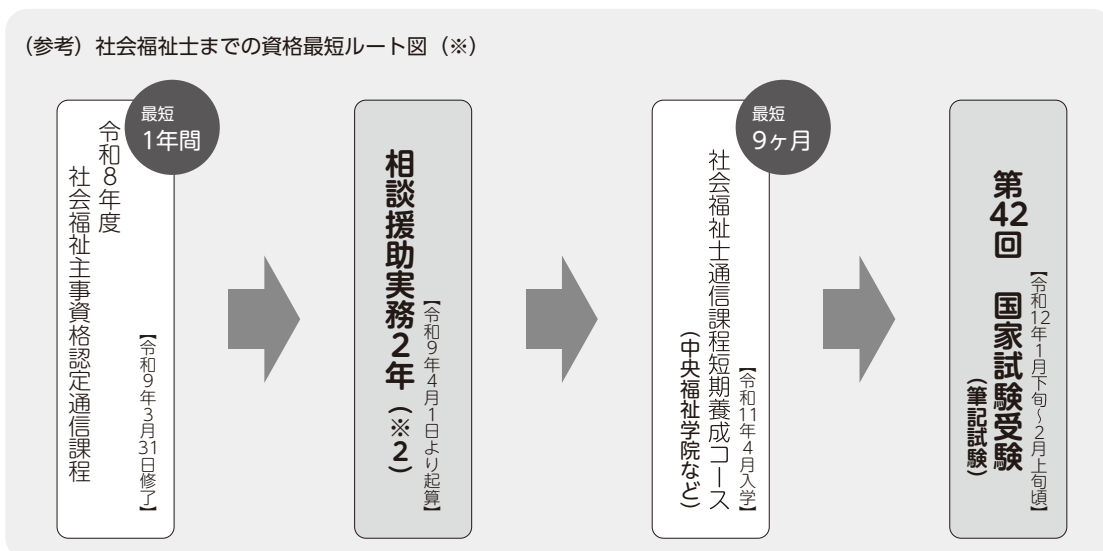 （参考）社会福祉士までの資格最短ルート図（※）
最短
1年間
令和8年度
社会福祉主事資格認定通信課程
【令和9年3月31日修了】
相談援助実務2年（※2）
【令和9年4月1日より起算】
最短
9ヶ月
社会福祉士通信課程短期養成コース
（中央福祉学院など）
【令和11年4月入学】
第42回　国家試験受験
（筆記試験）
【令和12年1月下旬～2月上旬頃】